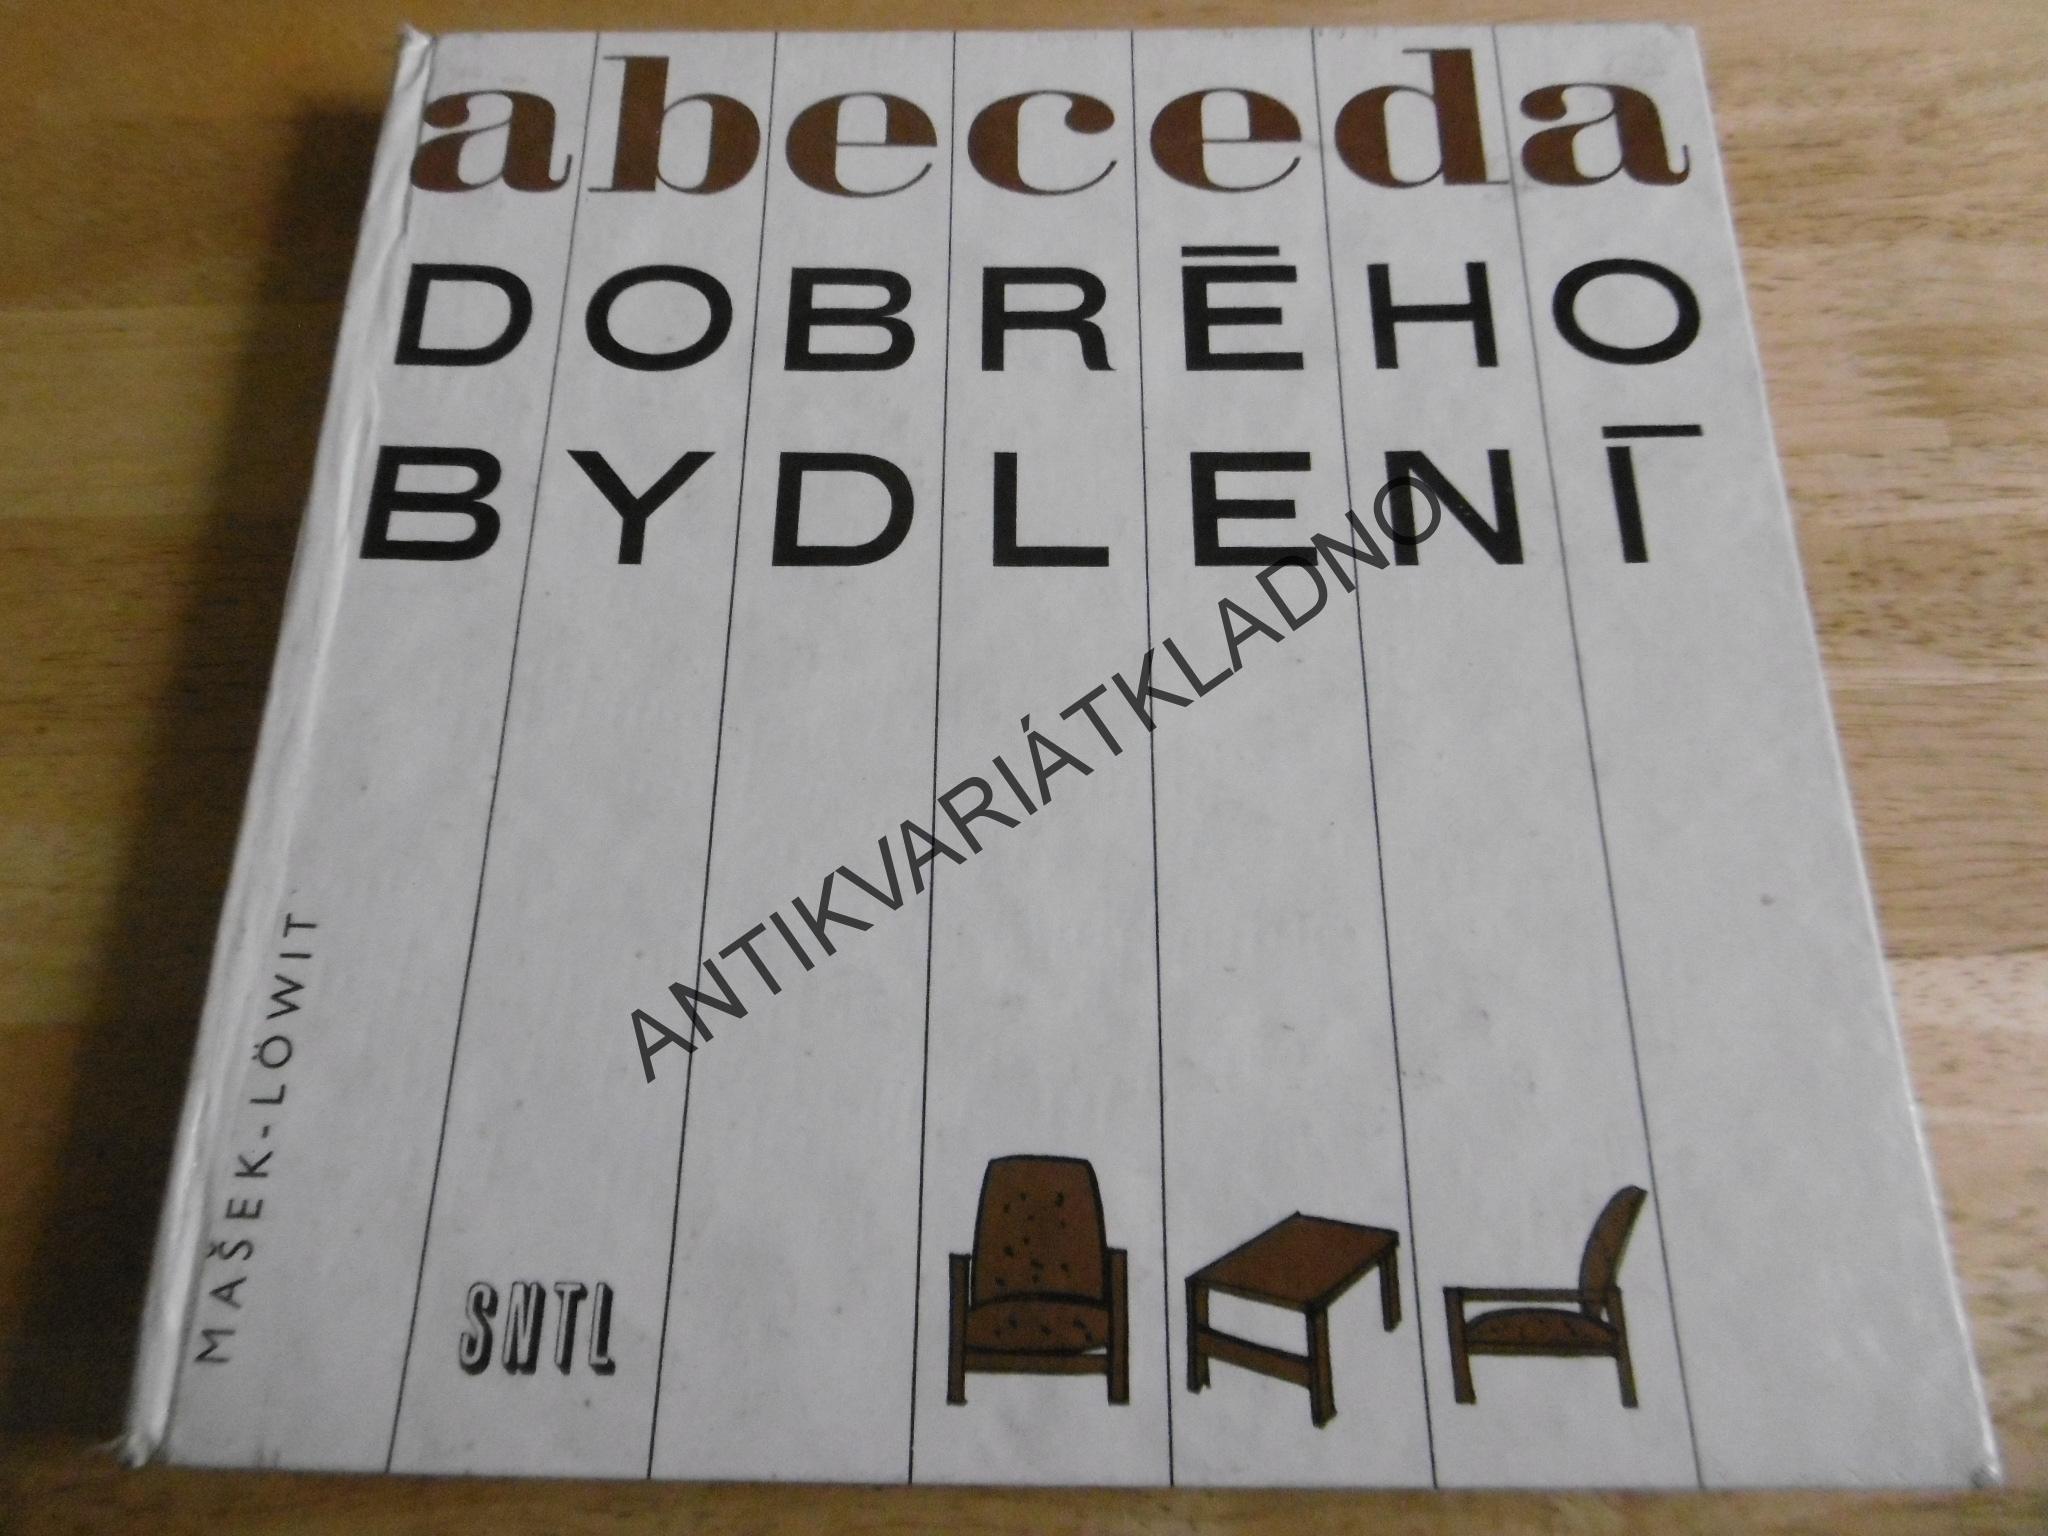 abeceda
DOBRÉHO
BYDLENÍ
ANTIKVARIÁTKLADNO
MAŠEK-LÖWIT
SNTL